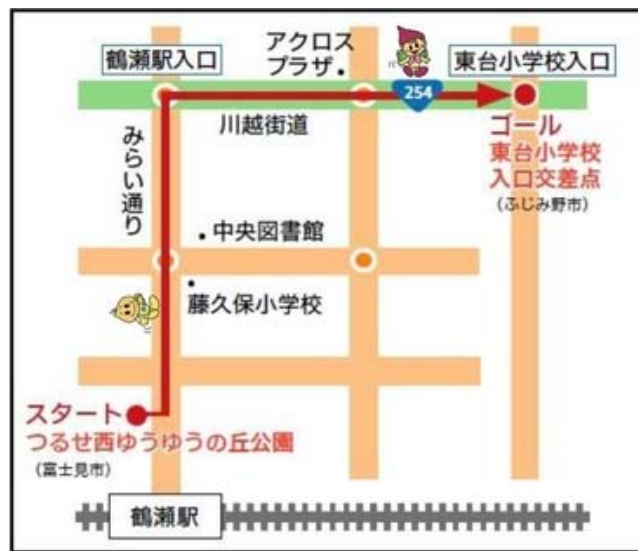 アクロス
プラザ
鶴瀬駅入口
東台小学校入口
254
川越街道
みらい通り
ゴール
東台小学校
入口交差点
(ふじみ野市)
中央図書館
藤久保小学校
スタート
つるせ西ゆうゆうの丘公園
(富士見市)
鶴瀬駅